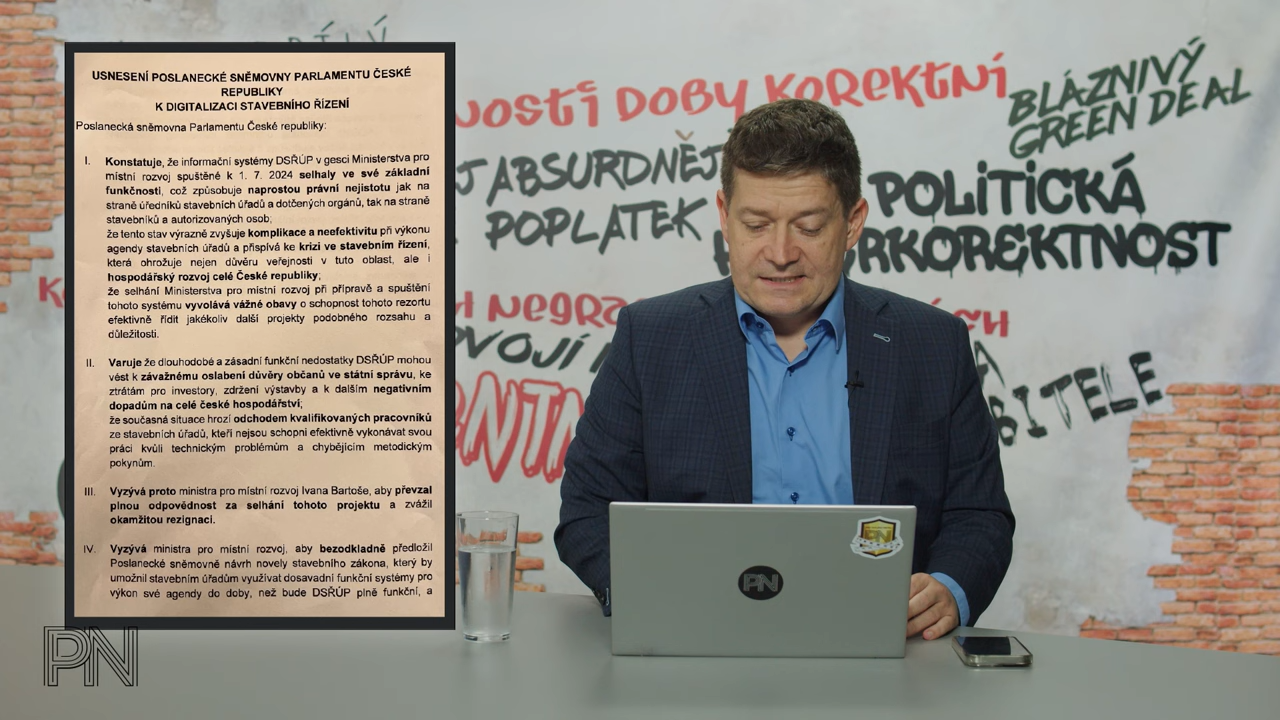 USNESENÍ POSLANECKÉ SNĚMOVNY PARLAMENTU ČESKÉ
REPUBLIKY
K DIGITALIZACI STAVEBNÍHO ŘÍZENÍ
Poslanecká sněmovna Parlamentu České republiky:
I. Konstatuje, že informační systémy DSŘÚP v gesci Ministerstva pro
místní rozvoj spuštěné k 1. 7. 2024 selhaly ve své základní
funkčnosti, což způsobuje naprostou právní nejistotu jak na
straně úředníků stavebních úřadů a dotčených orgánů, tak na straně
stavebníků a autorizovaných osob;
že tento stav výrazně zvyšuje komplikace a neefektivitu při výkonu
agendy stavebních úřadů a přispívá ke krizi ve stavebním řízení,
která ohrožuje nejen důvěru veřejnosti v tuto oblast, ale i
hospodářský rozvoj celé České republiky;
že selhání Ministerstva pro místní rozvoj při přípravě a spuštění
tohoto systému vyvolává vážné obavy o schopnost tohoto rezortu
efektivně řídit jakékoliv další projekty podobného rozsahu a
důležitosti.
II. Varuje že dlouhodobé a zásadní funkční nedostatky DSŘÚP mohou
vést k závažnému oslabení důvěry občanů ve státní správu, ke
ztrátám pro investory, zdržení výstavby a k dalším negativním
dopadům na celé české hospodářství;
že současná situace hrozí odchodem kvalifikovaných pracovníků
ze stavebních úřadů, kteří nejsou schopni efektivně vykonávat svou
práci kvůli technickým problémům a chybějícím metodickým
pokynům.
III. Vyzývá proto ministra pro místní rozvoj Ivana Bartoše, aby převzal
plnou odpovědnost za selhání tohoto projektu a zvážil
okamžitou rezignaci.
IV. Vyzývá ministra pro místní rozvoj, aby bezodkladně předložil
Poslanecké sněmovně návrh novely stavebního zákona, který by
umožnil stavebním úřadům využívat dosavadní funkční systémy pro
výkon své agendy do doby, než bude DSŘÚP plně funkční, a
NOSTI DOBY KOREKTNÍ
BLÁZNIVÝ
GREEN DEAL
ABSURDNĚJ
POPLATEK
POLITICKÁ
RKOREKTNOST
VOJÍ
BITELE
PN
PN